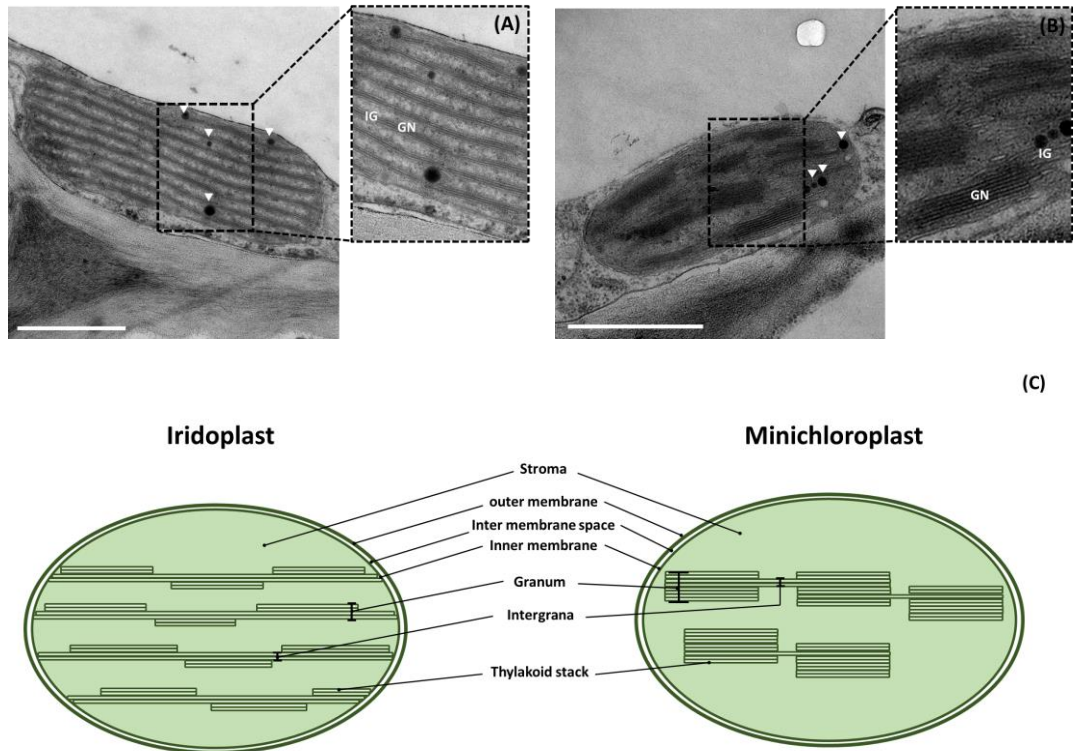 (A)
IG
GN
(B)
IG
GN
(C)
Iridoplast
Minichloroplast
Stroma
outer membrane
Inter membrane space
Inner membrane
Granum
Intergrana
Thylakoid stack